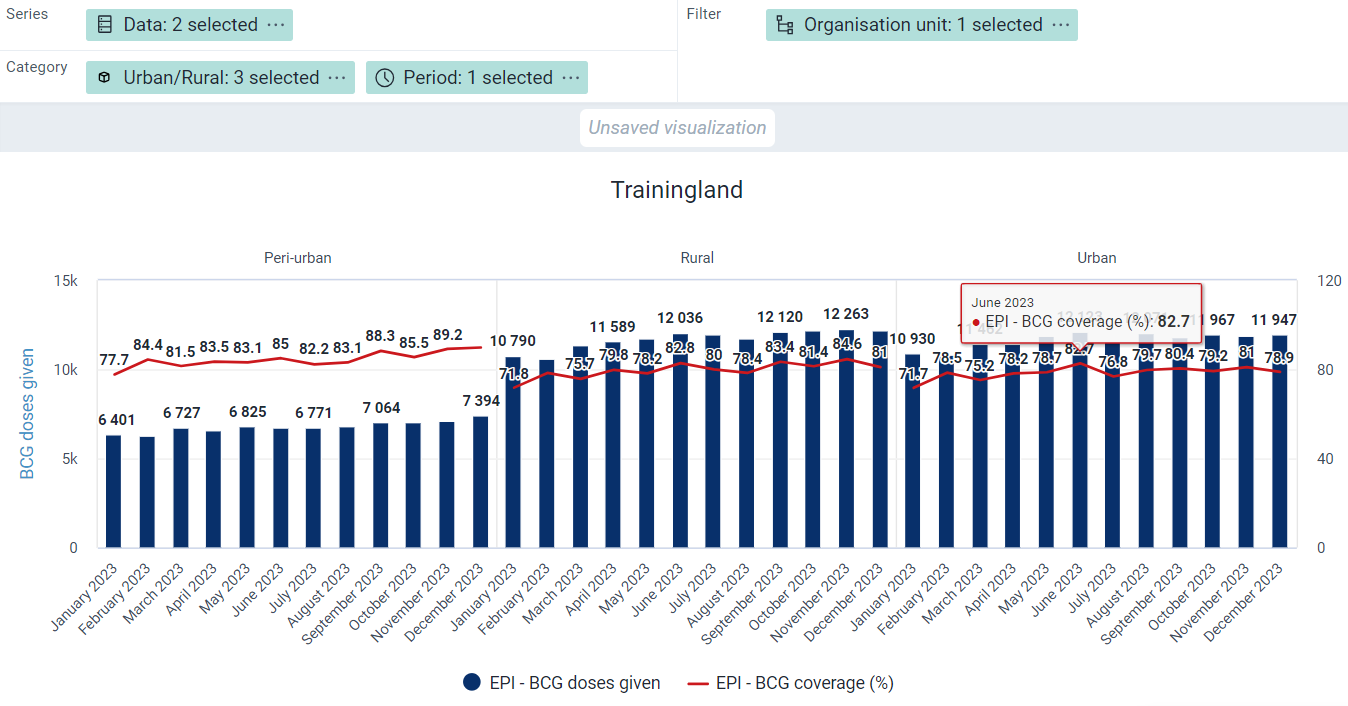 Series
Data: 2 selected ···
Filter
Organisation unit: 1 selected ···
Category
Urban/Rural: 3 selected ···
Period: 1 selected ···
Unsaved visualization
Trainingland
Peri-urban
Rural
Urban
BCG doses given
15k
10k
5k
0
120
80
40
0
77.7
84.4
81.5
83.5
83.1
85
82.2
83.1
88.3
85.5
89.2
6 401
6 727
6 825
6 771
7 064
7 394
10 790
11 589
12 036
12 120
12 263
71.8
75.7
79.8
78.2
82.8
80
78.4
83.4
81.4
84.6
81
June 2023
EPI - BCG coverage (%): 82.7
10 930
11 462
12 123
967
11 947
71.7
78.5
75.2
78.2
78.7
82.7
76.8
79.7
80.4
79.2
81
78.9
January 2023
February 2023
March 2023
April 2023
May 2023
June 2023
July 2023
August 2023
September 2023
October 2023
November 2023
December 2023
January 2023
February 2023
March 2023
April 2023
May 2023
June 2023
July 2023
August 2023
September 2023
October 2023
November 2023
December 2023
January 2023
February 2023
March 2023
April 2023
May 2023
June 2023
July 2023
August 2023
September 2023
October 2023
November 2023
December 2023
EPI - BCG doses given
EPI - BCG coverage (%)